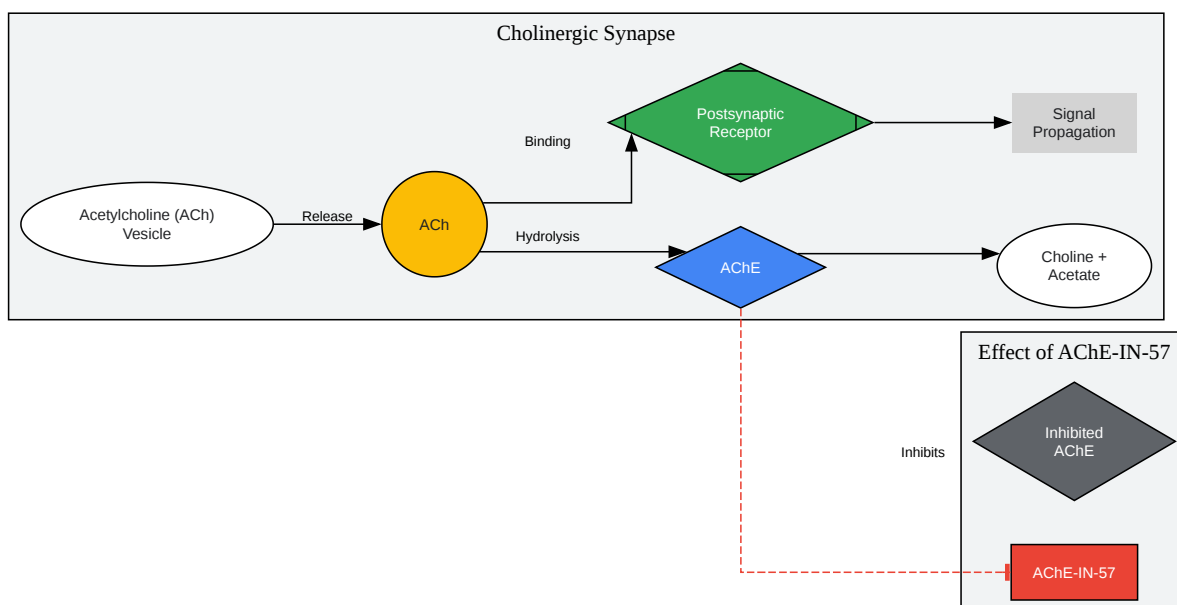 Cholinergic Synapse
Postsynaptic
Receptor
Signal
Propagation
Binding
Acetylcholine (ACh)
Vesicle
Release
ACh
Hydrolysis
AChE
Choline +
Acetate
Effect of AChE-IN-57
Inhibited
AChE
Inhibits
AChE-IN-57